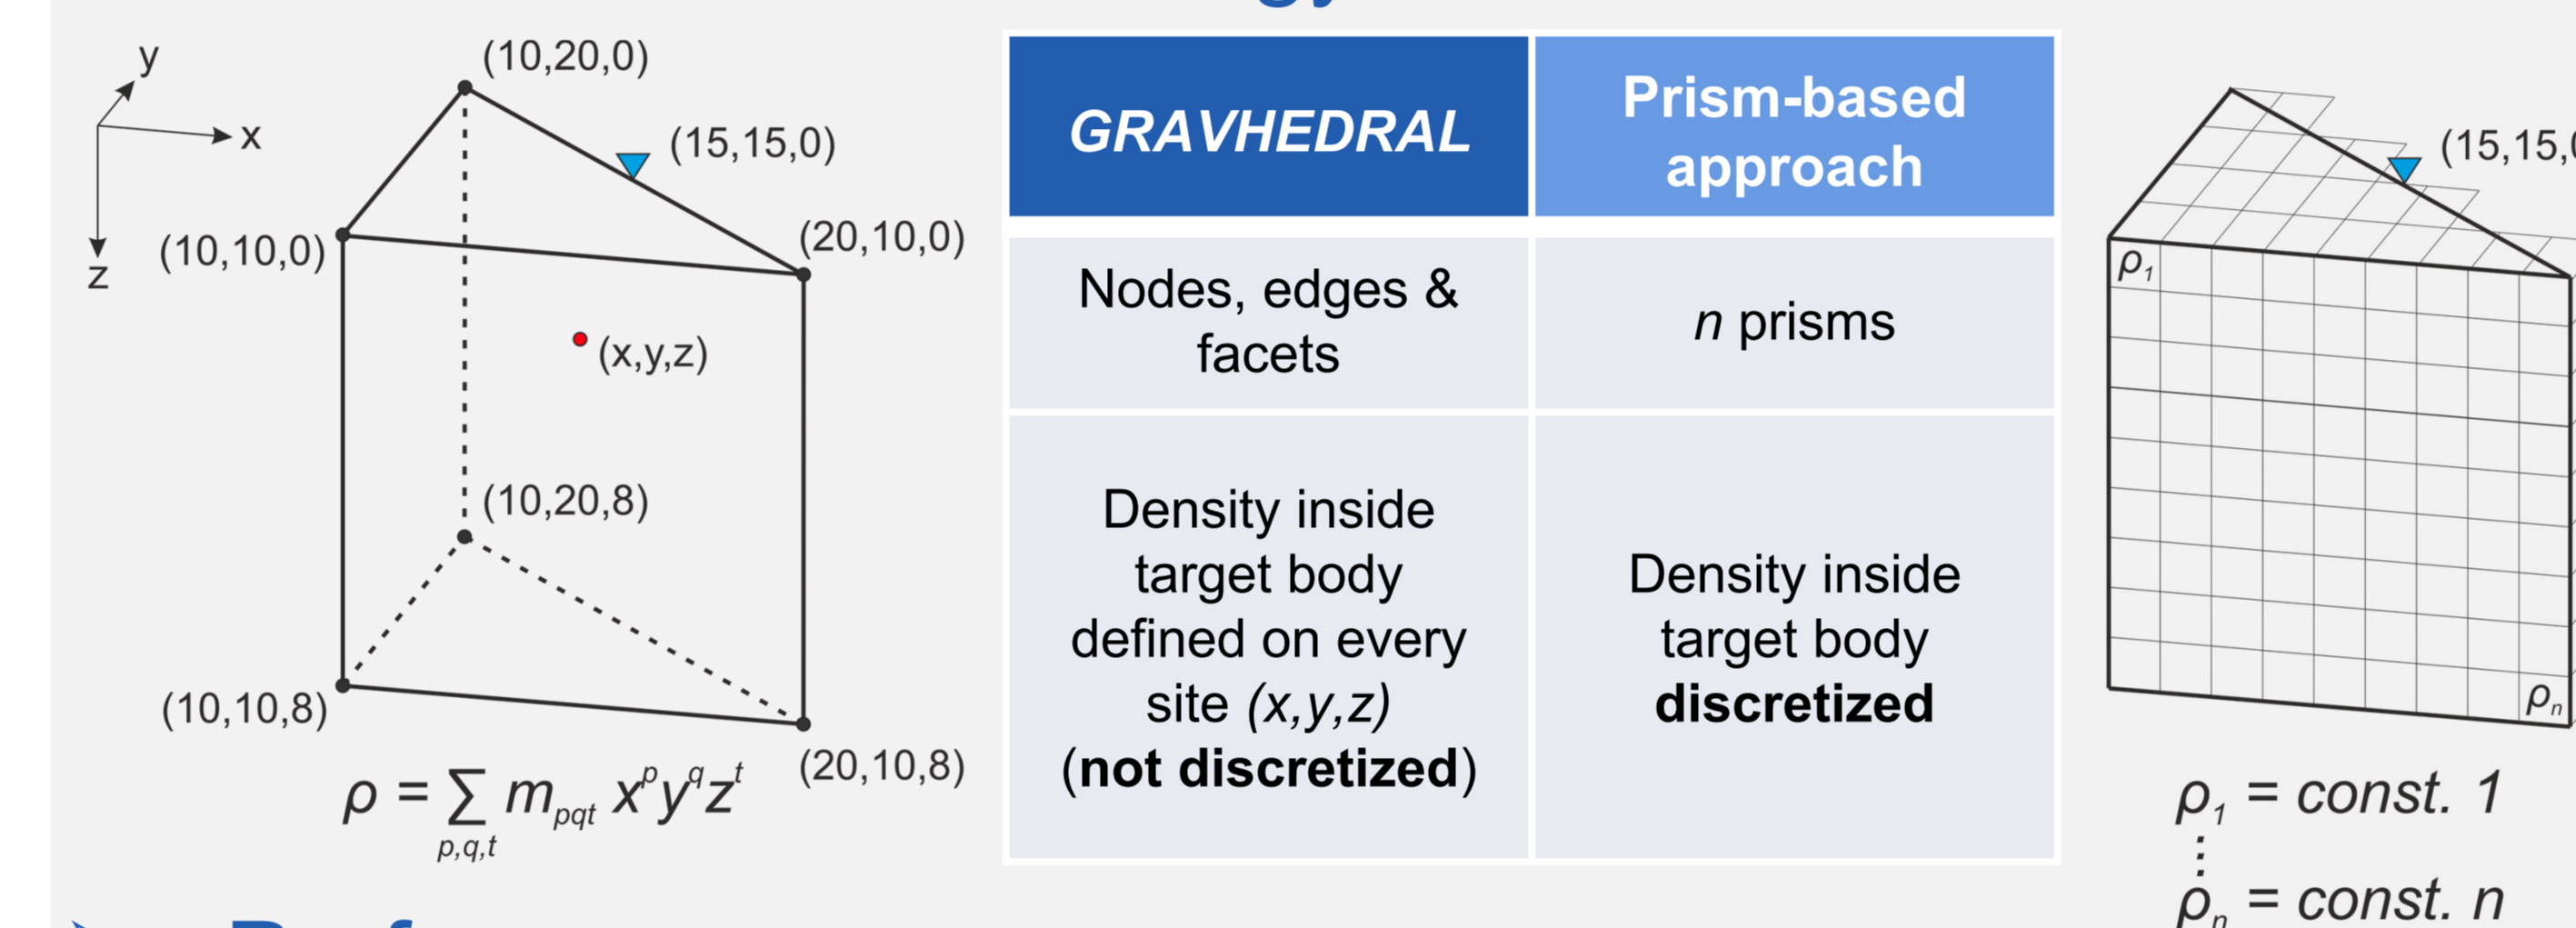 y
x
z
(10,20,0)
(15,15,0)
(10,10,0)
(20,10,0)
(x,y,z)
(10,20,8)
(10,10,8)
(20,10,8)
ρ = ∑ m_pqt x^p y^q z^t
p,q,t
GRAVHEDRAL
Prism-based
approach
Nodes, edges &
facets
n prisms
Density inside
target body
defined on every
site (x,y,z)
(not discretized)
Density inside
target body
discretized
(15,15,
ρ₁
ρₙ
ρ₁ = const. 1
⋮
ρₙ = const. n